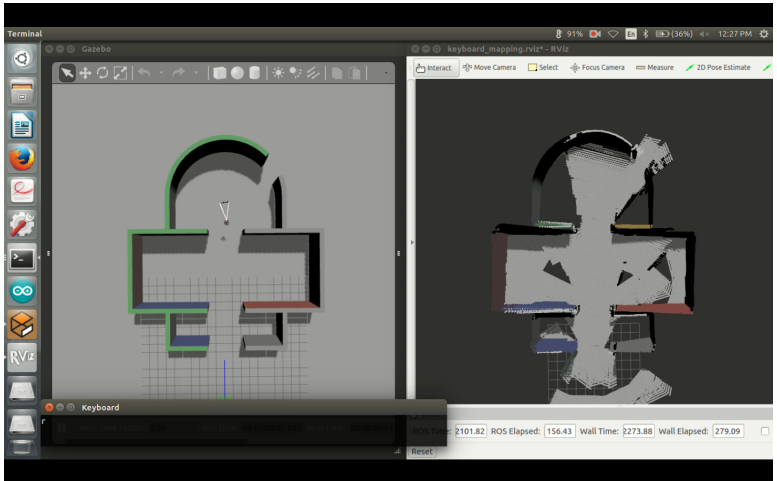 Terminal
91%
En
(36%)
12:27 PM
Gazebo
keyboard_mapping.rviz* - RViz
Interact
Move Camera
Select
Focus Camera
Measure
2D Pose Estimate
RViz
Keyboard
ROS Time: 2101.82 ROS Elapsed: 156.43 Wall Time: 2273.88 Wall Elapsed: 279.09
Reset